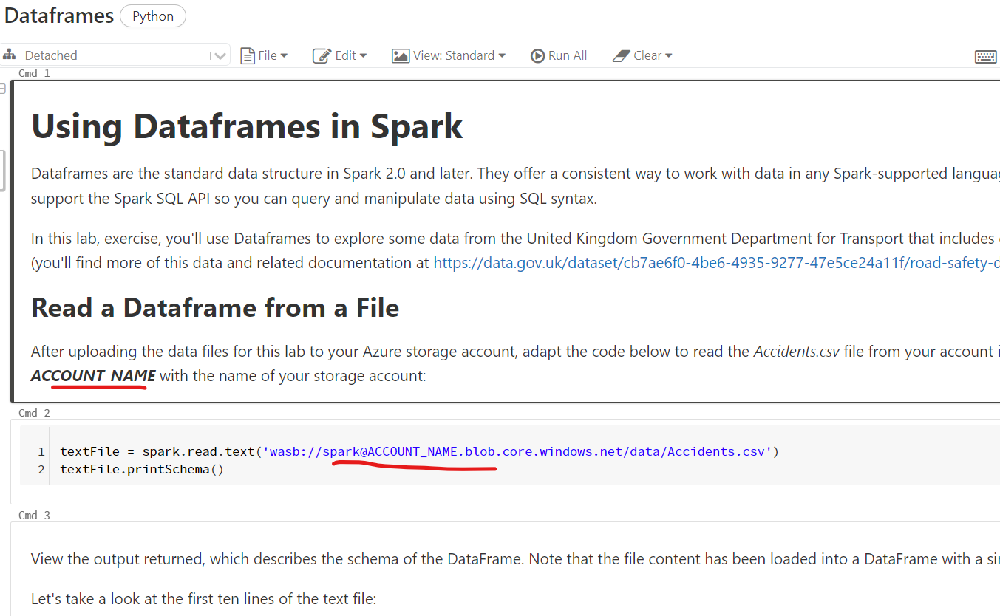 Dataframes Python
Detached File Edit View: Standard Run All Clear
Cmd 1
Using Dataframes in Spark
Dataframes are the standard data structure in Spark 2.0 and later. They offer a consistent way to work with data in any Spark-supported
support the Spark SQL API so you can query and manipulate data using SQL syntax.
In this lab, exercise, you'll use Dataframes to explore some data from the United Kingdom Government Department for Transport that includes
(you'll find more of this data and related documentation at https://data.gov.uk/dataset/cb7ae6f0-4be6-4935-9277-47e5ce24a11f/road-safety-
Read a Dataframe from a File
After uploading the data files for this lab to your Azure storage account, adapt the code below to read the Accidents.csv file from your account
ACCOUNT_NAME with the name of your storage account:
Cmd 2
1 textFile = spark.read.text('wasb://spark@ACCOUNT_NAME.blob.core.windows.net/data/Accidents.csv')
2 textFile.printSchema()
Cmd 3
View the output returned, which describes the schema of the DataFrame. Note that the file content has been loaded into a DataFrame with a
Let's take a look at the first ten lines of the text file: